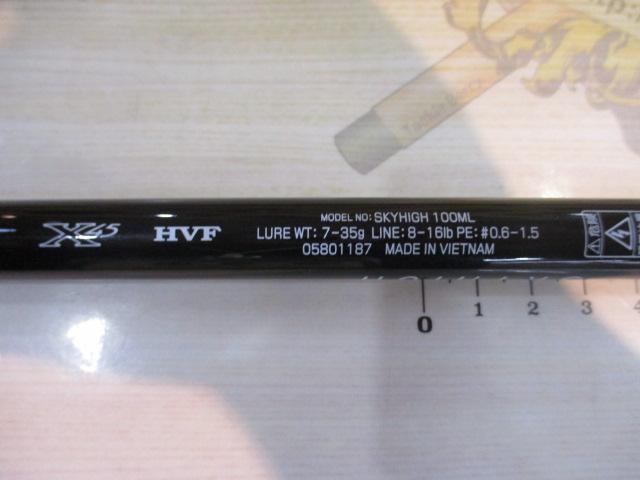 X45 HVF
MODEL NO: SKYHIGH 100ML
LURE WT: 7-35g LINE: 8-16lb PE: #0.6-1.5
05801187 MADE IN VIETNAM
0 1 2 3 4